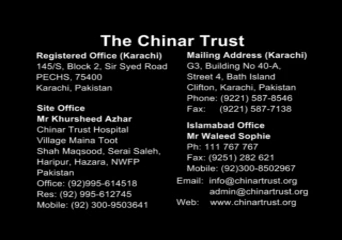 The Chinar Trust
Registered Office (Karachi)
145/S, Block 2, Sir Syed Road
PECHS, 75400
Karachi, Pakistan
Site Office
Mr Khursheed Azhar
Chinar Trust Hospital
Village Maina Toot
Shah Maqsood, Serai Saleh,
Haripur, Hazara, NWFP
Pakistan
Office: (92)995-614518
Res: (92) 995-612745
Mobile: (92) 300-9503641
Mailing Address (Karachi)
G3, Building No 40-A,
Street 4, Bath Island
Clifton, Karachi, Pakistan
Phone: (9221) 587-8546
Fax: (9221) 587-7138
Islamabad Office
Mr Waleed Sophie
Ph: 111 767 767
Fax: (9251) 282 621
Mobile: (92)300-8502967
Email: info@chinartrust.org
admin@chinartrust.org
Web: www.chinartrust.org